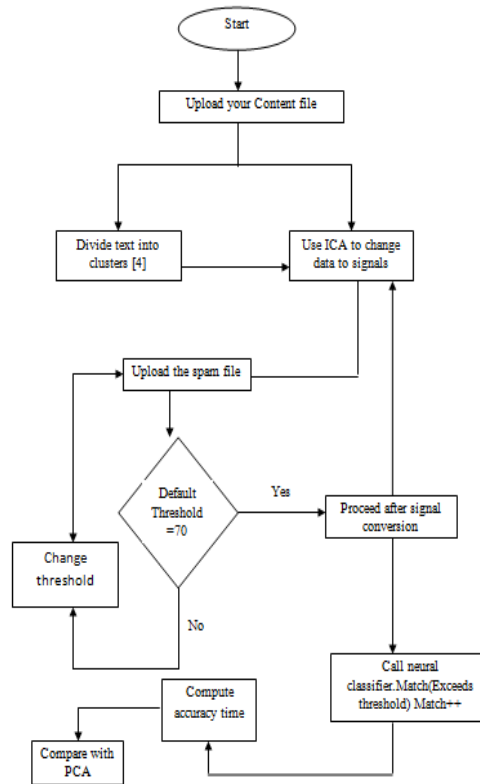 Start
Upload your Content file
Divide text into
clusters [4]
Use ICA to change
data to signals
Upload the spam file
Default
Threshold
=70
Yes
Proceed after signal
conversion
Change
threshold
No
Call neural
classifier.Match(Exceeds
threshold) Match++
Compute
accuracy time
Compare with
PCA